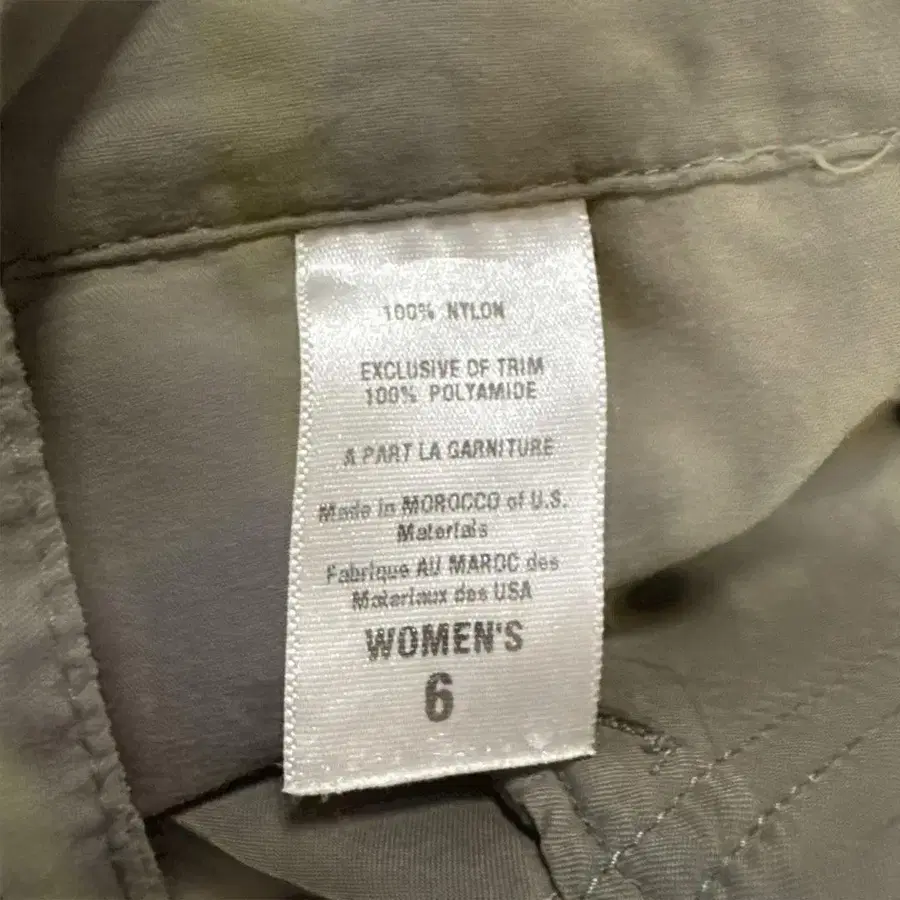 100% NYLON
EXCLUSIVE OF TRIM
100% POLYAMIDE
A PART LA GARNITURE
Made in MOROCCO of U.S.
Materials
Fabrique AU MAROC des
Materiaux des USA
WOMEN'S
6